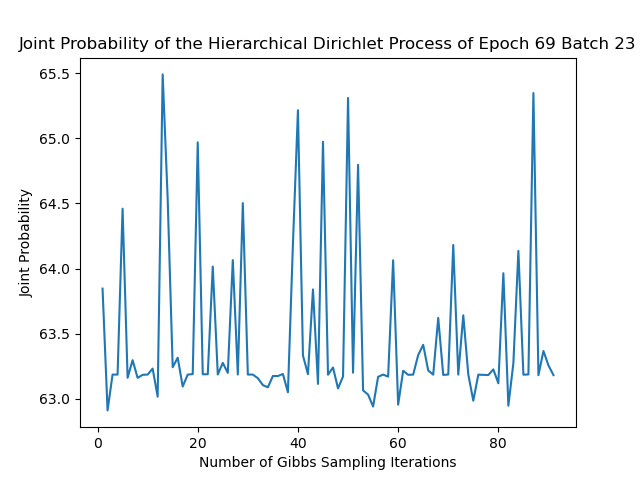 Joint Probability of the Hierarchical Dirichlet Process of Epoch 69 Batch 23
65.5
65.0
64.5
64.0
63.5
63.0
Joint Probability
0 20 40 60 80
Number of Gibbs Sampling Iterations